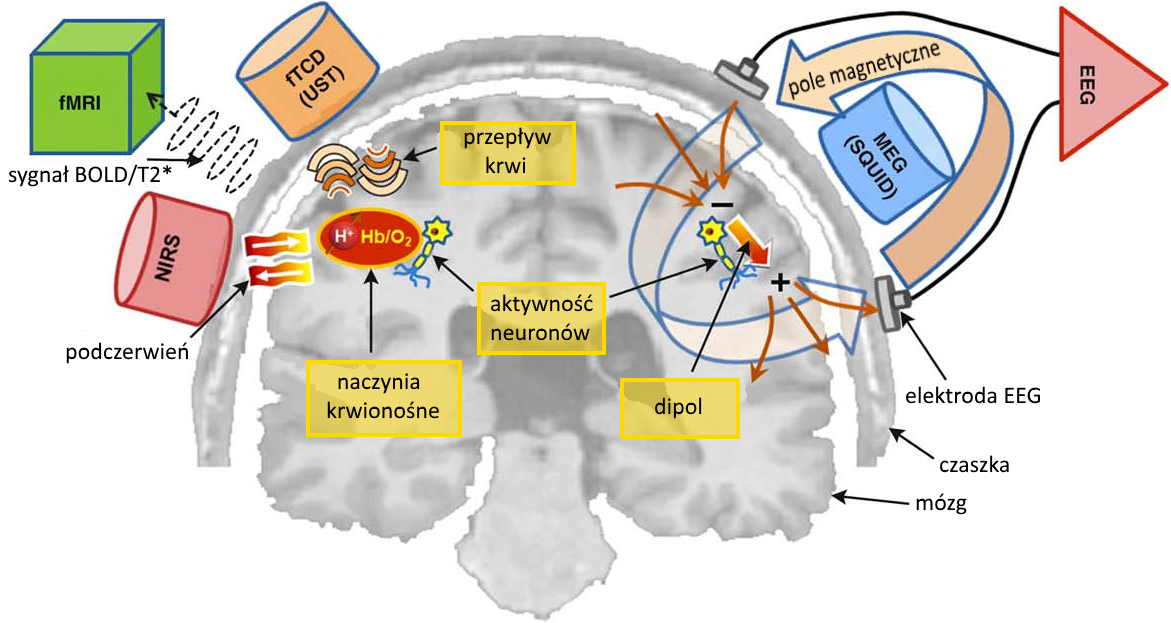 fMRI
sygnał BOLD/T2*
fTCD
(UST)
NIRS
podczerwień
H⁺ Hb/O₂
przepływ
krwi
naczynia
krwionośne
aktywność
neuronów
dipol
−
+
pole magnetyczne
MEG
(SQUID)
EEG
elektroda EEG
czaszka
mózg